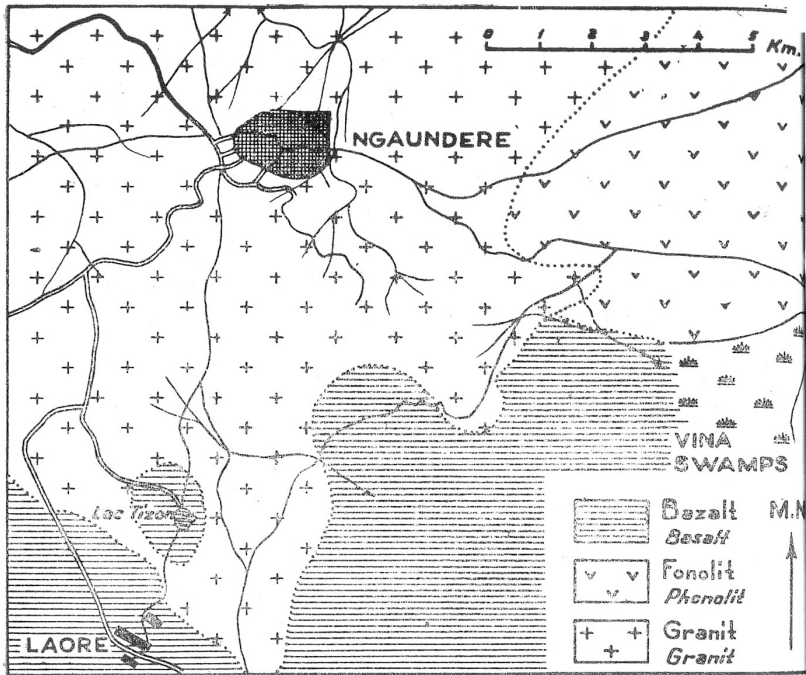 0 1 2 3 4 5 Km.
NGAUNDERE
VINA
SWAMPS
Lac Tizon
Bazalt
Basalt
M.N
Fonolit
Phonolit
LAORE
Granit
Granit